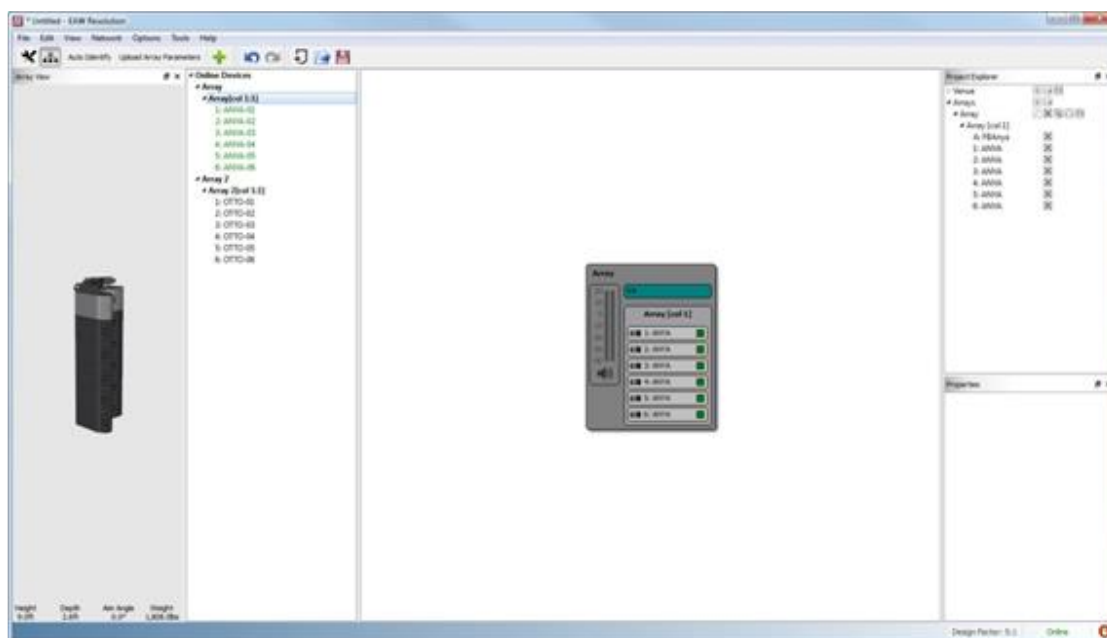 * Untitled - EAW Resolution
File Edit View Network Options Tools Help
Auto Identify Upload Array Parameters
Array View
Online Devices
Array
Array[col 1:1]
1: ANYA-01
2: ANYA-02
3: ANYA-03
4: ANYA-04
5: ANYA-05
6: ANYA-06
Array 2
Array 2[col 1:1]
1: OTTO-01
2: OTTO-02
3: OTTO-03
4: OTTO-04
5: OTTO-05
6: OTTO-06
Height Depth Aim Angle Weight
Array
Array [col 1]
1: ANYA
2: ANYA
3: ANYA
4: ANYA
5: ANYA
6: ANYA
Project Explorer
Venue
Arrays
Array
Array [col 1]
A: FBAnya
1: ANYA
2: ANYA
3: ANYA
4: ANYA
5: ANYA
6: ANYA
Properties
Design Factor: 5:1 Online